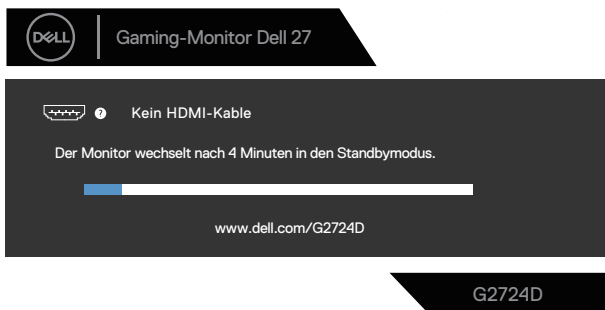 DELL
Gaming-Monitor Dell 27
?
Kein HDMI-Kable
Der Monitor wechselt nach 4 Minuten in den Standbymodus.
www.dell.com/G2724D
G2724D